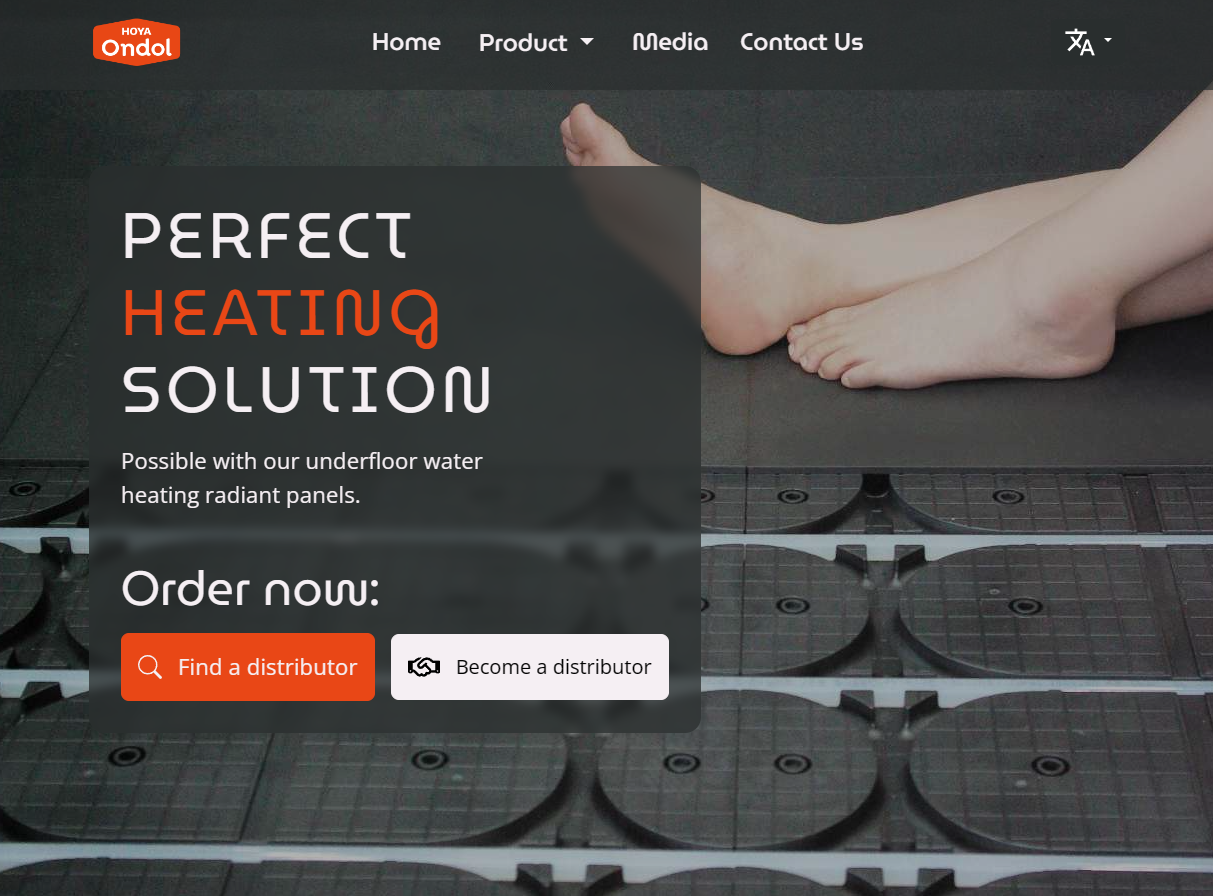 HOYA
Ondol
Home
Product
Media
Contact Us
PERFECT
HEATING
SOLUTION
Possible with our underfloor water
heating radiant panels.
Order now:
Find a distributor
Become a distributor